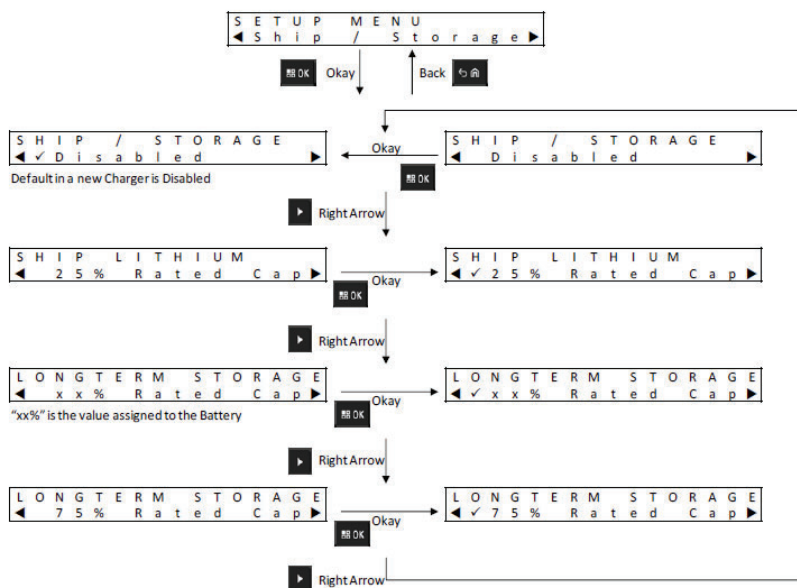 SETUP MENU
◀Ship / Storage▶
OK Okay
Back
SHIP / STORAGE
◀✓Disabled ▶
Default in a new Charger is Disabled
Okay
OK
SHIP / STORAGE
◀ Disabled ▶
Right Arrow
SHIP LITHIUM
◀ 25% Rated Cap▶
Okay
OK
SHIP LITHIUM
◀✓25% Rated Cap▶
Right Arrow
LONGTERM STORAGE
◀ xx% Rated Cap▶
"xx%" is the value assigned to the Battery
Okay
OK
LONGTERM STORAGE
◀✓xx% Rated Cap▶
Right Arrow
LONGTERM STORAGE
◀ 75% Rated Cap▶
Okay
OK
LONGTERM STORAGE
◀✓75% Rated Cap▶
Right Arrow